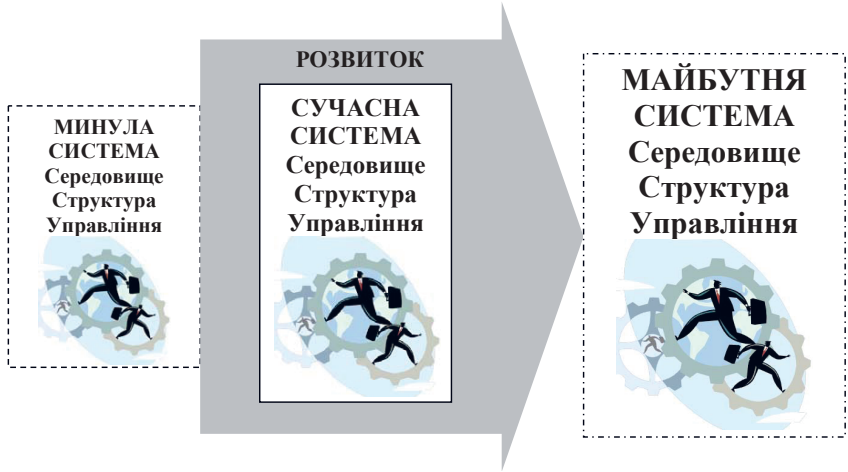 РОЗВИТОК
МИНУЛА
СИСТЕМА
Середовище
Структура
Управління
СУЧАСНА
СИСТЕМА
Середовище
Структура
Управління
МАЙБУТНЯ
СИСТЕМА
Середовище
Структура
Управління